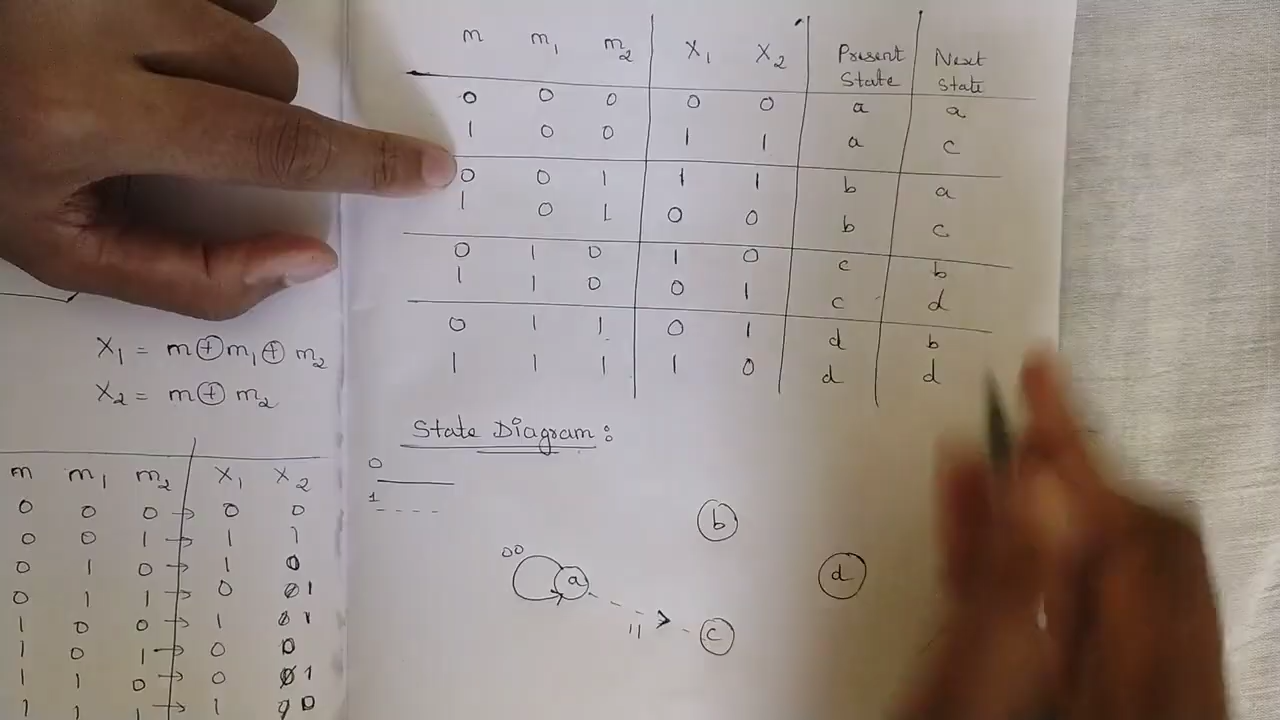 m m₁ m₂ X₁ X₂ Present State Next State
0 0 0 0 0 a a
1 0 0 1 1 a c
0 0 1 1 1 b a
1 0 1 0 0 b c
0 1 0 1 0 c b
1 1 0 0 1 c d
0 1 1 0 1 d b
1 1 1 1 0 d d
X₁ = m ⊕ m₁ ⊕ m₂
X₂ = m ⊕ m₂
m m₁ m₂ X₁ X₂
0 0 0 → 0 0
0 0 1 → 1 1
0 1 0 → 1 0
0 1 1 → 0 1
1 0 0 → 1 1
1 0 1 → 0 0
1 1 0 → 0 1
1 1 1 → 1 0
State Diagram:
0
1
00
a
11
b
c
d